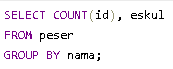 SELECT COUNT(id), eskul
FROM peser
GROUP BY nama;